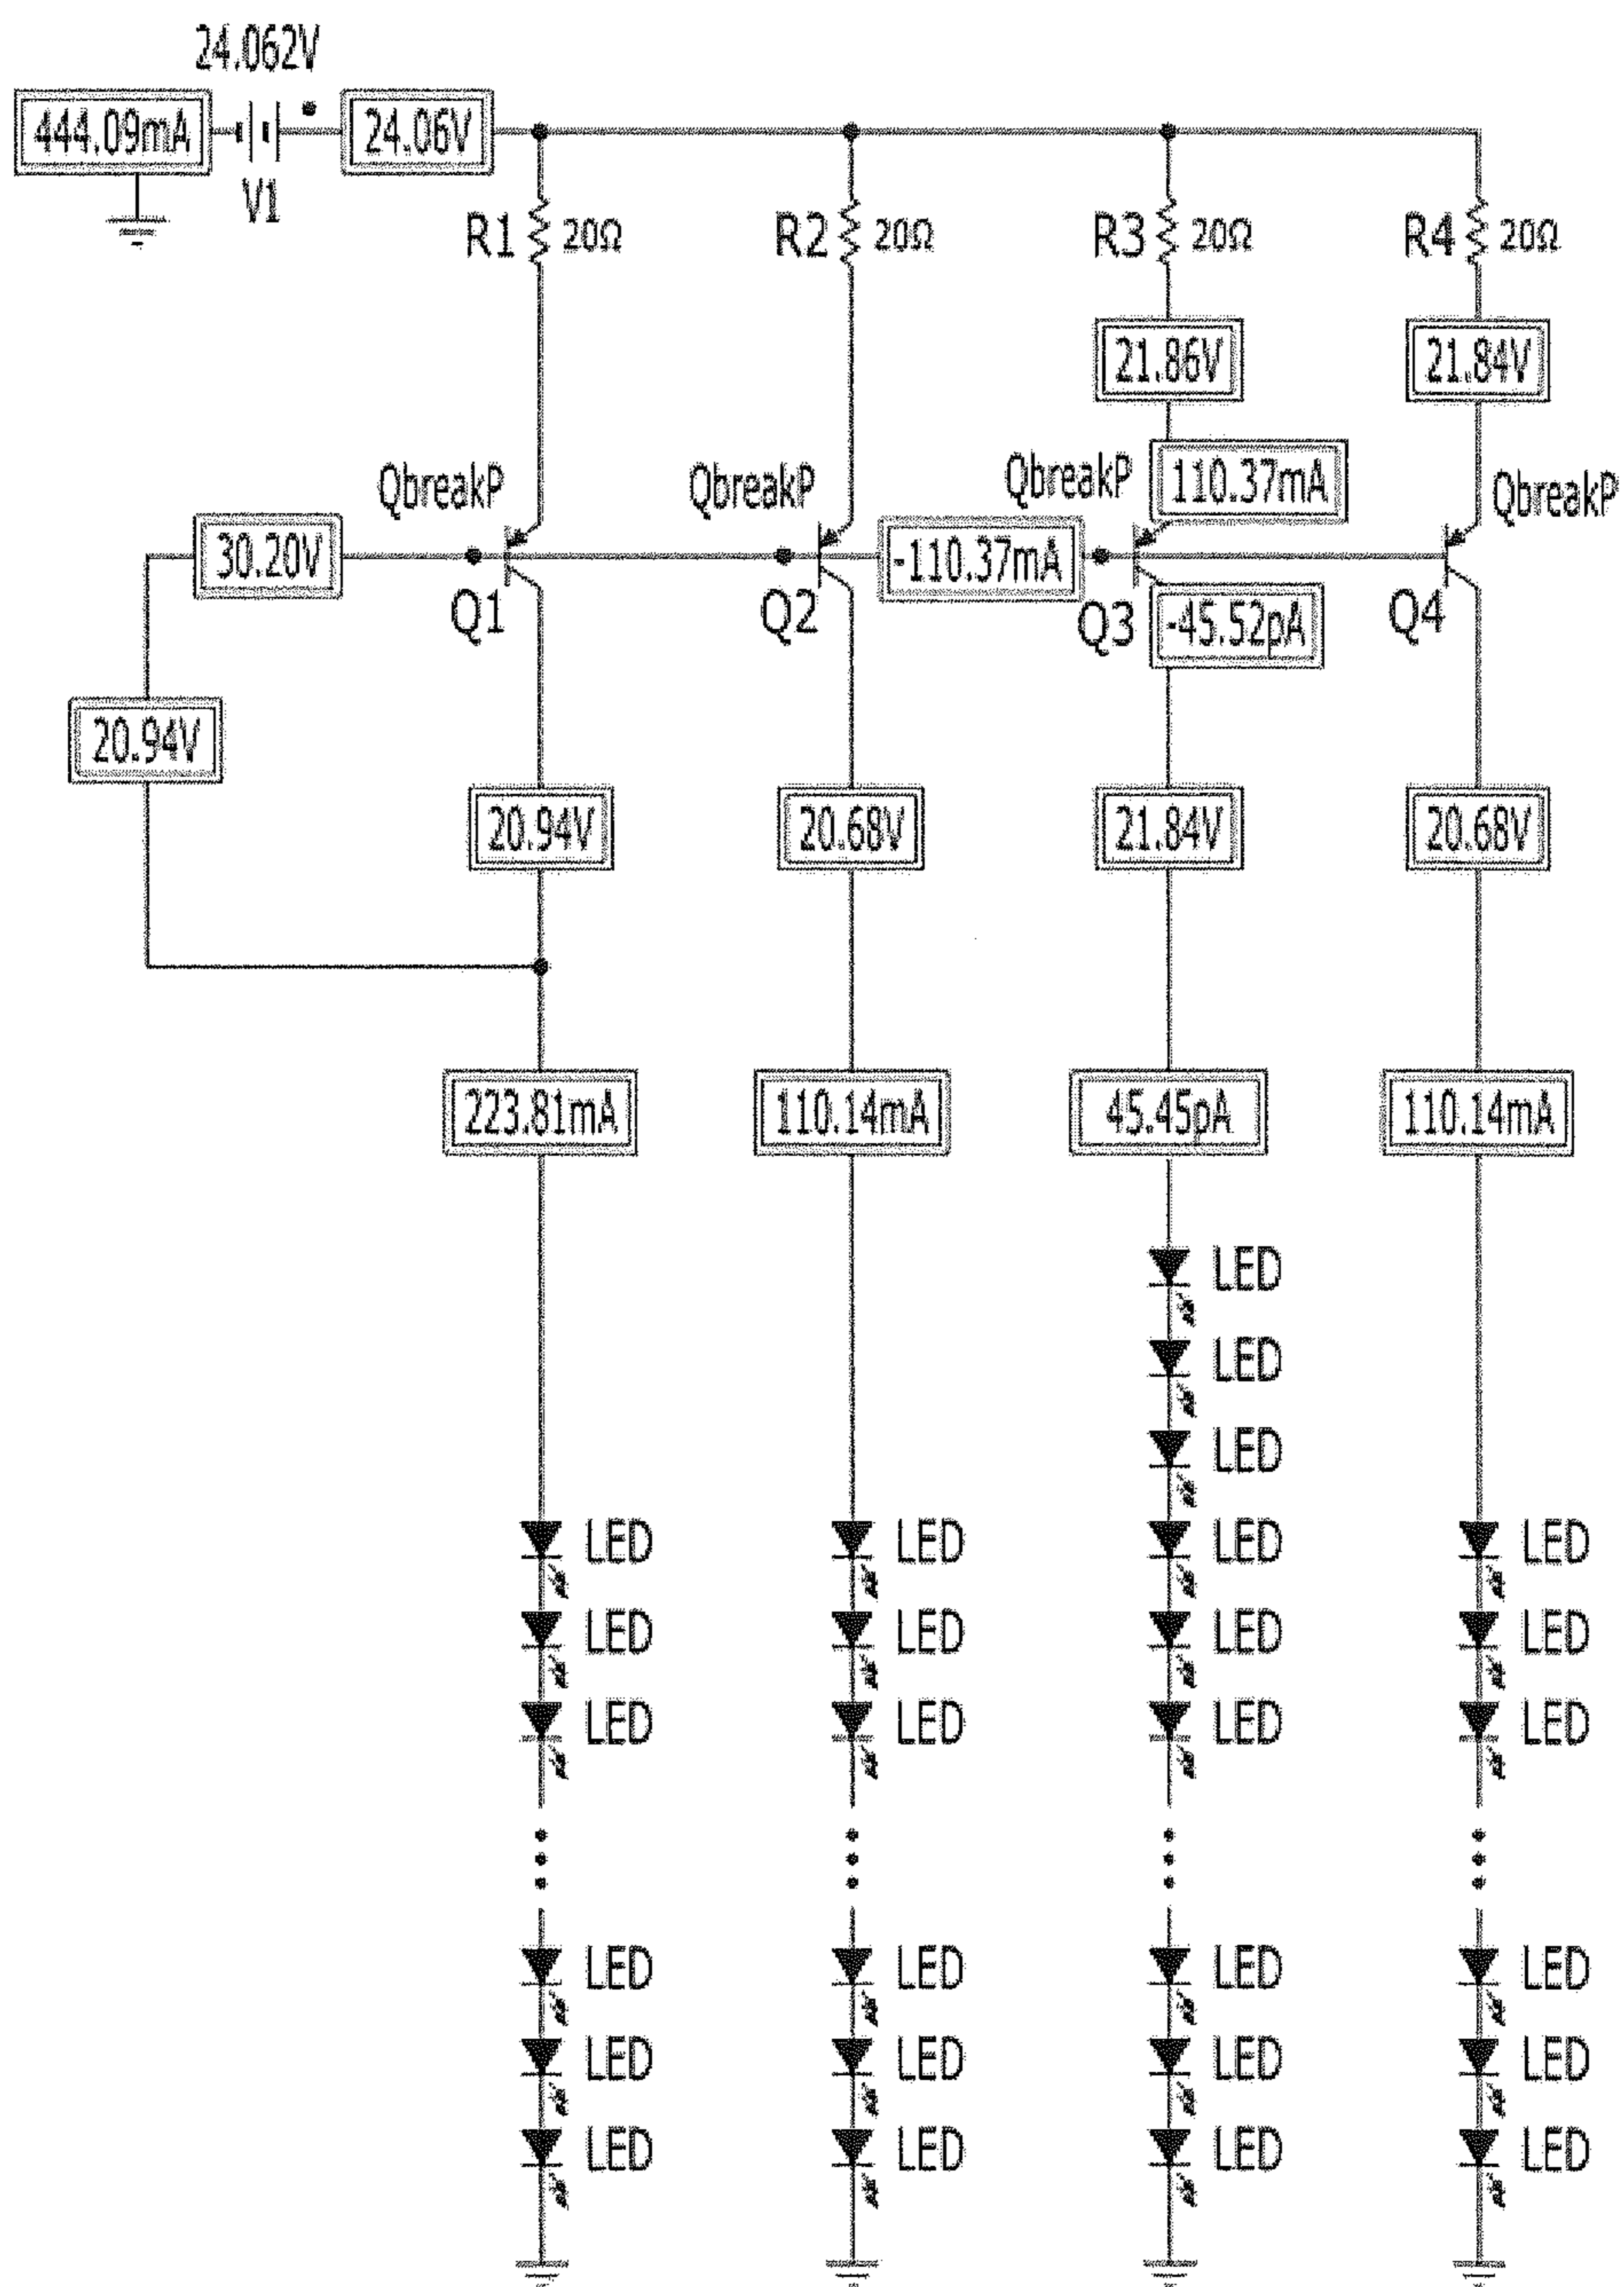 24.062V
444.09mA
24.06V
V1
R1 20Ω
R2 20Ω
R3 20Ω
R4 20Ω
21.86V
21.84V
QbreakP
QbreakP
QbreakP
110.37mA
QbreakP
30.20V
-110.37mA
Q1
Q2
Q3
-45.52pA
Q4
20.94V
20.94V
20.68V
21.84V
20.68V
223.81mA
110.14mA
45.45pA
110.14mA
LED
LED
LED
LED LED LED LED
LED LED LED LED
LED LED LED LED
LED LED LED LED
LED LED LED LED
LED LED LED LED